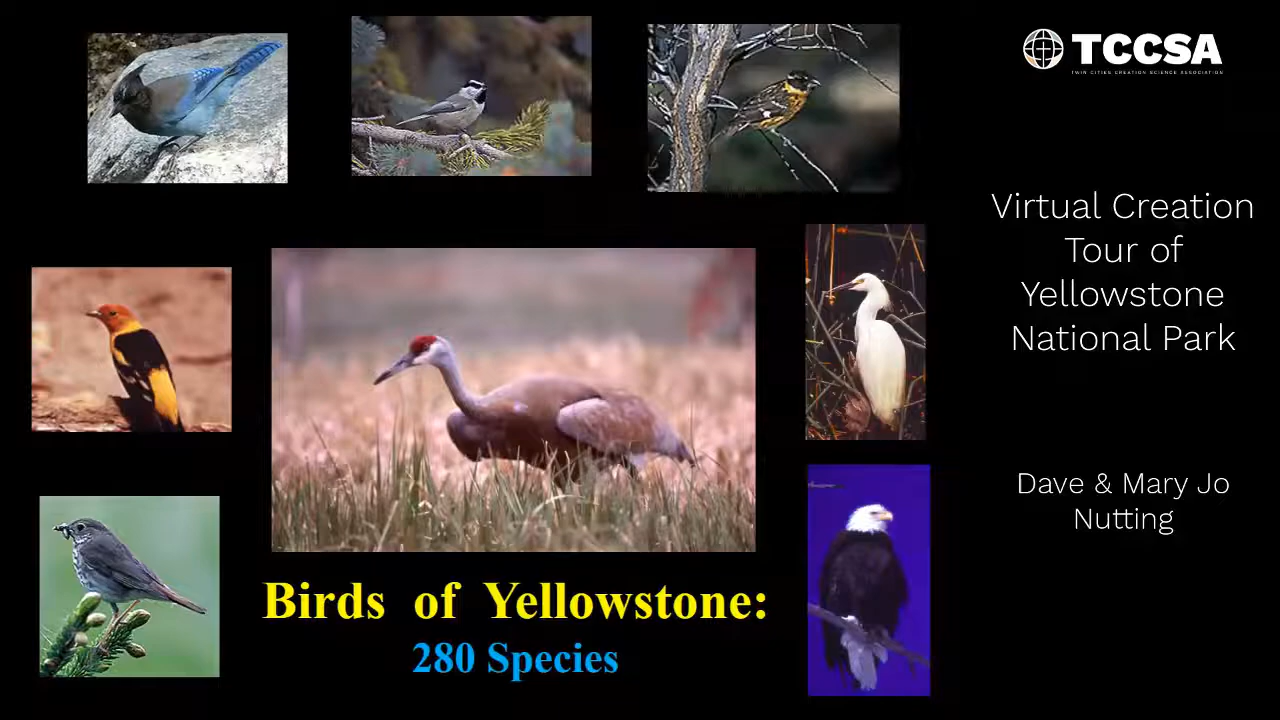 TCCSA
TWIN CITIES CREATION SCIENCE ASSOCIATION
Virtual Creation
Tour of
Yellowstone
National Park
Dave & Mary Jo
Nutting
Birds of Yellowstone:
280 Species